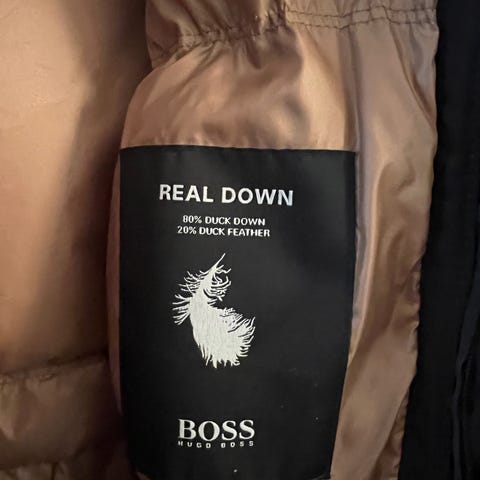 REAL DOWN
80% DUCK DOWN
20% DUCK FEATHER
BOSS
HUGO BOSS